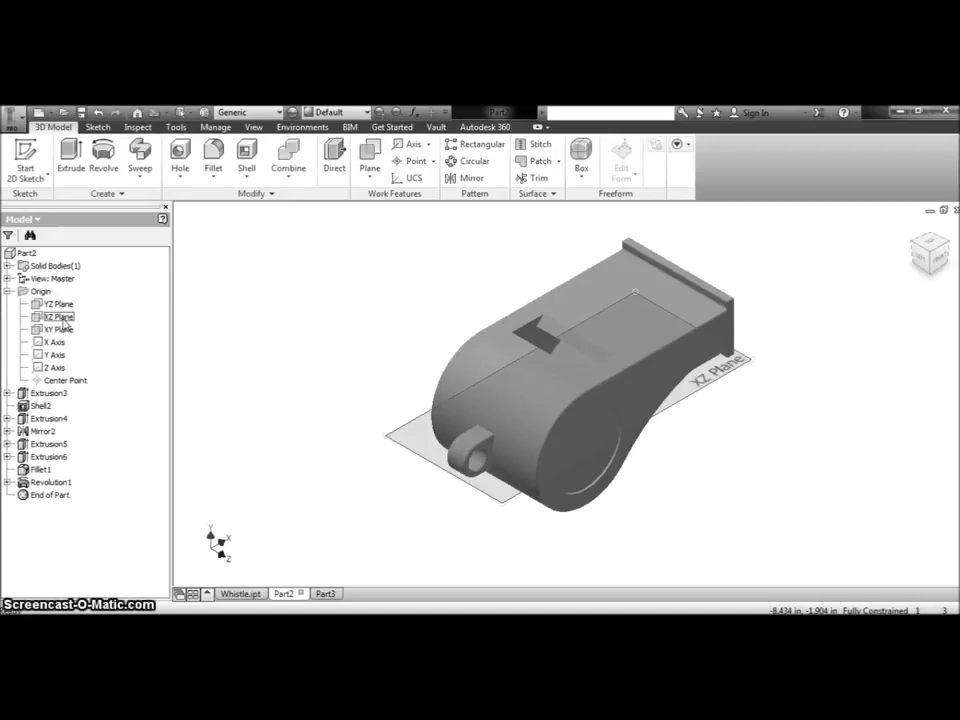 Generic
Default
Part2
Sign In
PRO
3D Model Sketch Inspect Tools Manage View Environments BIM Get Started Vault Autodesk 360
Start
2D Sketch
Extrude Revolve Sweep Hole Fillet Shell Combine Direct Plane
Axis
Point
UCS
Rectangular
Circular
Mirror
Stitch
Patch
Trim
Box
Edit
Form
Sketch Create Modify Work Features Pattern Surface Freeform
Model
Part2
Solid Bodies(1)
View: Master
Origin
YZ Plane
XZ Plane
XY Plane
X Axis
Y Axis
Z Axis
Center Point
Extrusion3
Shell2
Extrusion4
Mirror2
Extrusion5
Extrusion6
Fillet1
Revolution1
End of Part
TOP
LEFT
FRONT
XZ Plane
Y
X
Z
Whistle.ipt Part2 Part3
Screencast-O-Matic.com
-8.434 in, -1.904 in Fully Constrained 1 3